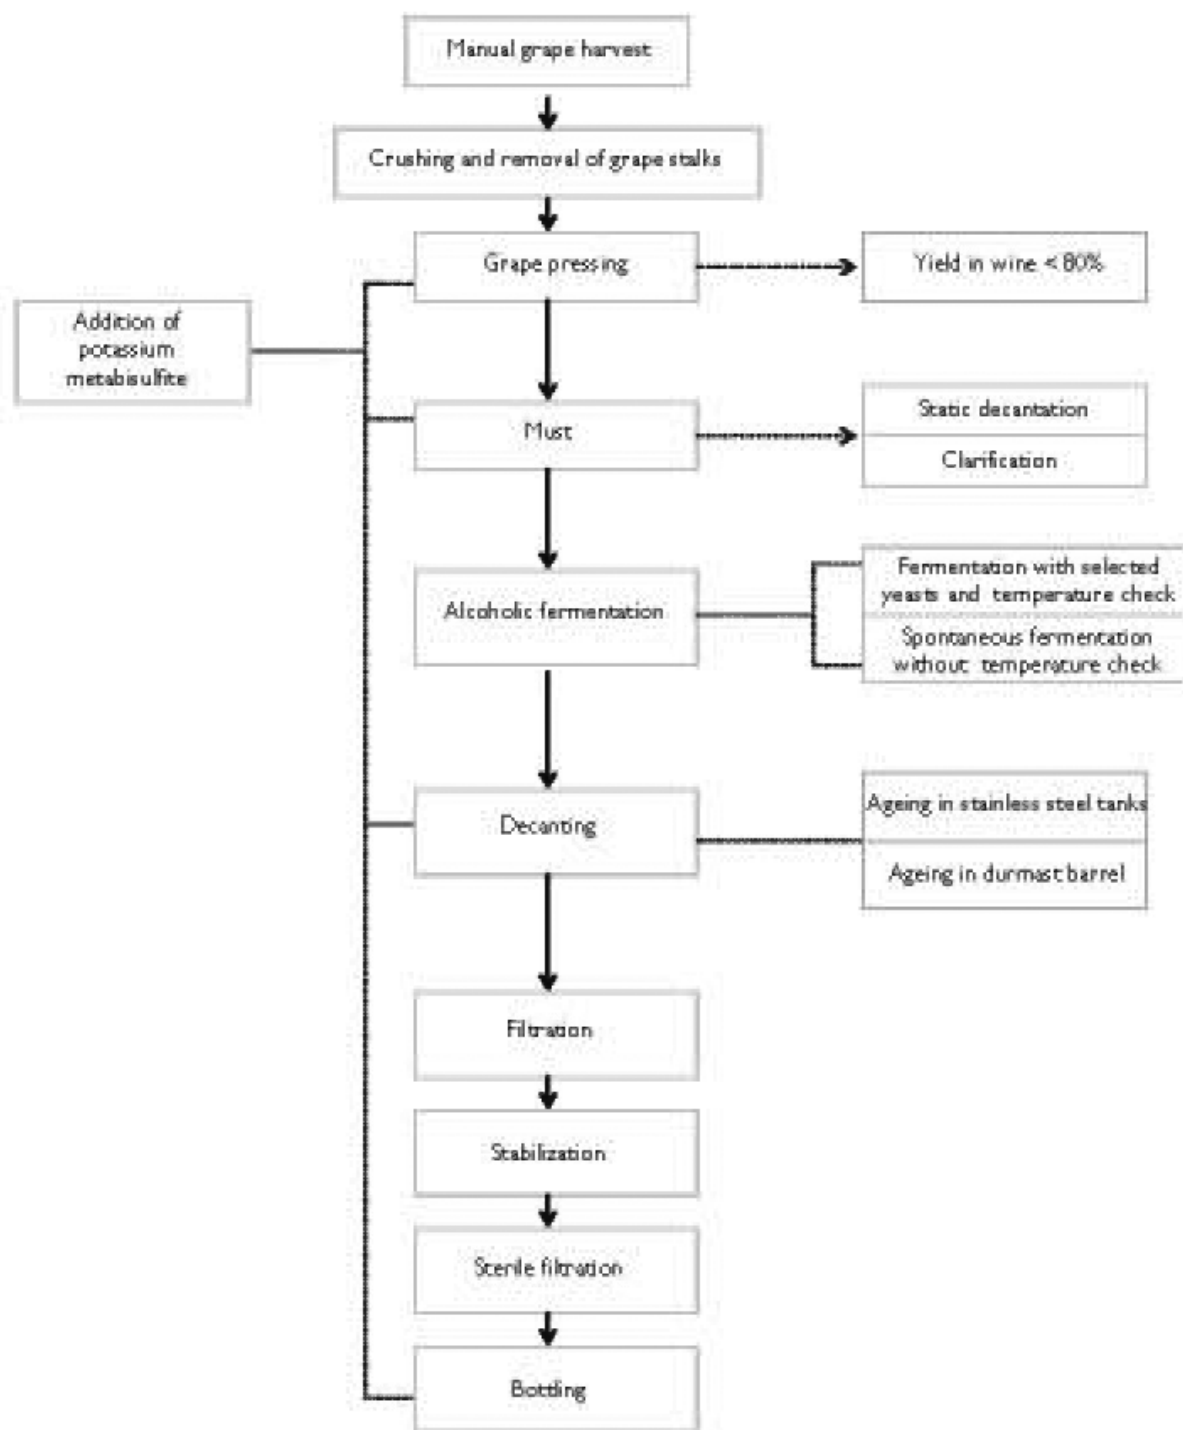 Manual grape harvest
Crushing and removal of grape stalks
Grape pressing
Yield in wine < 80%
Addition of
potassium
metabisulfite
Must
Static decantation
Clarification
Alcoholic fermentation
Fermentation with selected
yeasts and temperature check
Spontaneous fermentation
without temperature check
Decanting
Ageing in stainless steel tanks
Ageing in durmast barrel
Filtration
Stabilization
Sterile filtration
Bottling